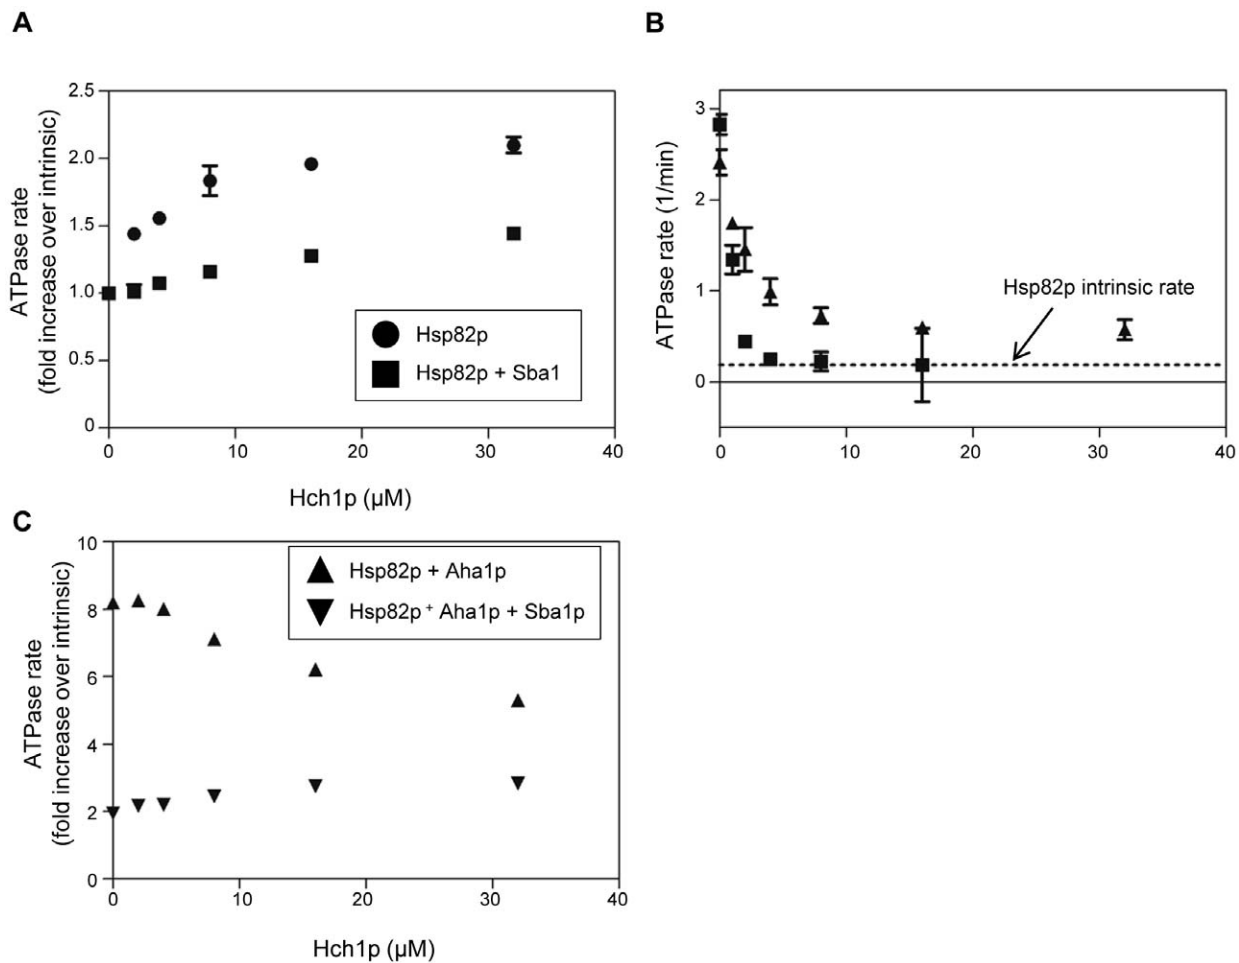 A
ATPase rate
(fold increase over intrinsic)
2.5
2.0
1.5
1.0
0.5
0
0
10
20
30
40
Hsp82p
Hsp82p + Sba1
Hch1p (µM)
B
ATPase rate (1/min)
3
2
1
0
0
10
20
30
40
Hsp82p intrinsic rate
C
ATPase rate
(fold increase over intrinsic)
10
8
6
4
2
0
0
10
20
30
40
Hsp82p + Aha1p
Hsp82p + Aha1p + Sba1p
Hch1p (µM)